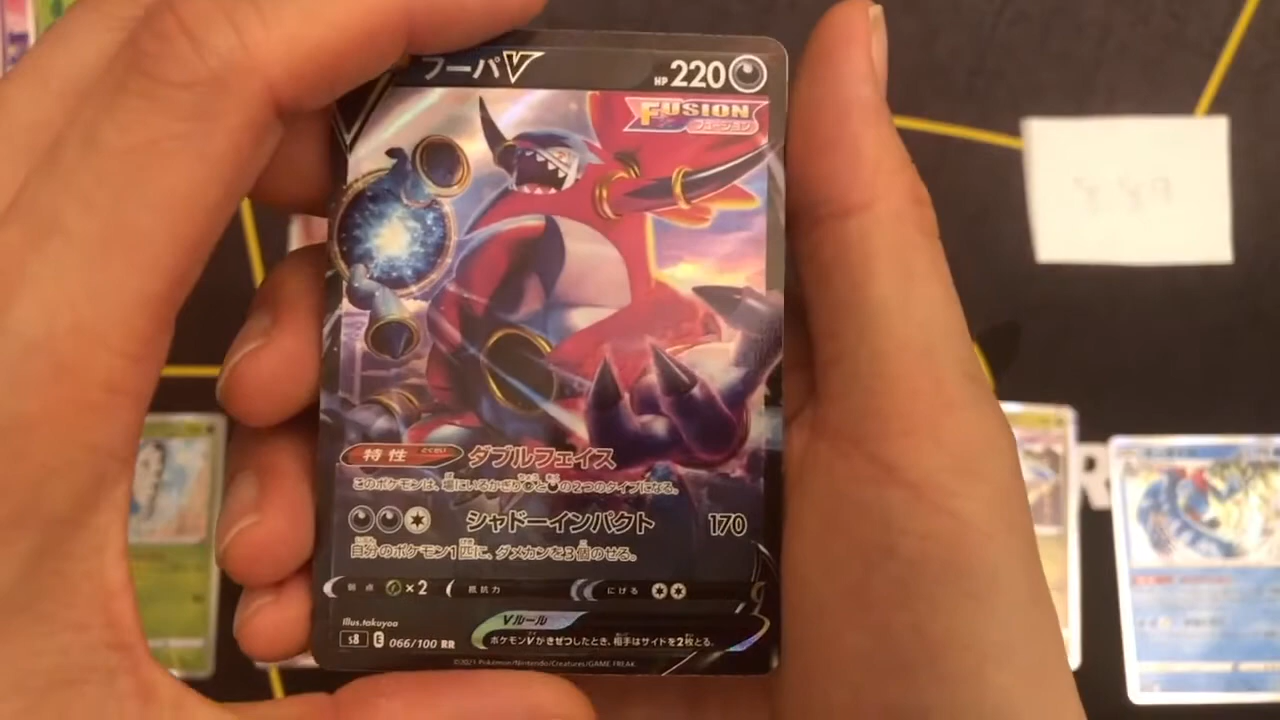 フーパV HP 220
FUSION
フュージョン
特性 とくせい ダブルフェイス
このポケモンは、場にいるかぎりとの2つのタイプになる。
シャドーインパクト 170
自分のポケモン1匹に、ダメカンを3個のせる。
弱点 ×2 抵抗力 にげる
Illus.takuyoa
Vルール
ポケモンVがきぜつしたとき、相手はサイドを2枚とる。
s8 E 066/100 RR
©2021 Pokémon/Nintendo/Creatures/GAME FREAK.